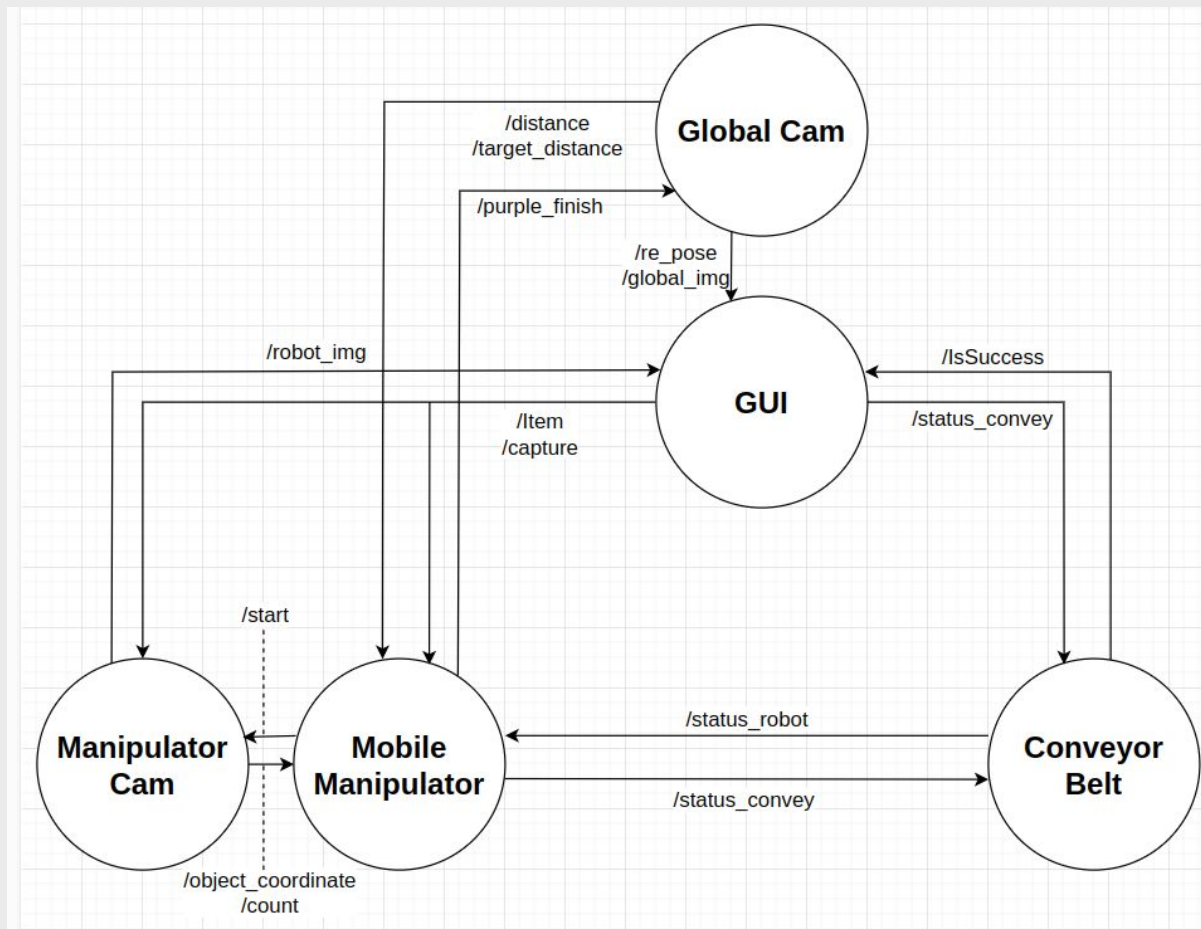 Global Cam
/distance
/target_distance
/purple_finish
/re_pose
/global_img
/robot_img
/IsSuccess
GUI
/Item
/capture
/status_convey
/start
Manipulator
Cam
Mobile
Manipulator
/status_robot
/status_convey
Conveyor
Belt
/object_coordinate
/count